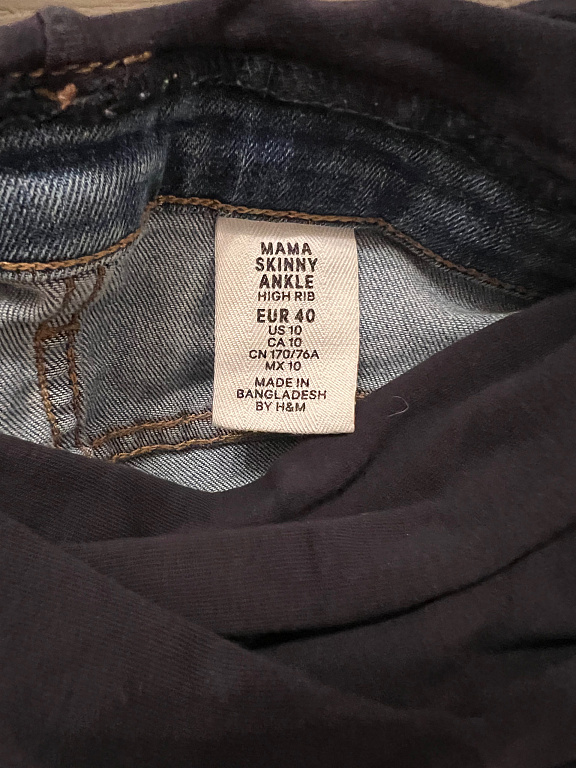 MAMA
SKINNY
ANKLE
HIGH RIB
EUR 40
US 10
CA 10
CN 170/76A
MX 10
MADE IN
BANGLADESH
BY H&M